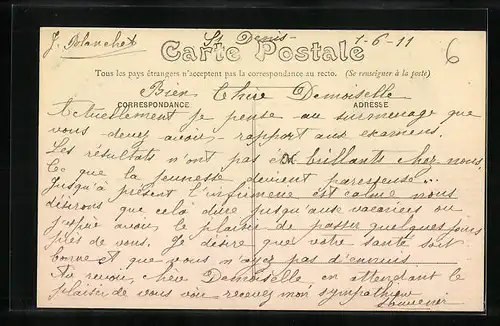 J. Blanchet St Denis - 1-6-11
Carte Postale 6
Tous les pays étrangers n'acceptent pas la correspondance au recto. (Se renseigner à la poste)
Bien Chère Demoiselle
CORRESPONDANCE ADRESSE
Actuellement je pense au surmenage que
vous devez avoir, rapport aux examens.
Les résultats n'ont pas été brillants chez nous.
Ce que la jeunesse devient paresseuse...
Jusqu'à présent l'infirmerie est calme nous
désirons que celà dure jusqu'aux vacances ou
j'espère avoir le plaisir de passer quelques jours
près de vous. Je désire que votre santé soit
bonne et que vous n'ayez pas d'ennuis
Au revoir, chère Demoiselle en attendant le
plaisir de vous voir recevez mon sympathique
souvenir